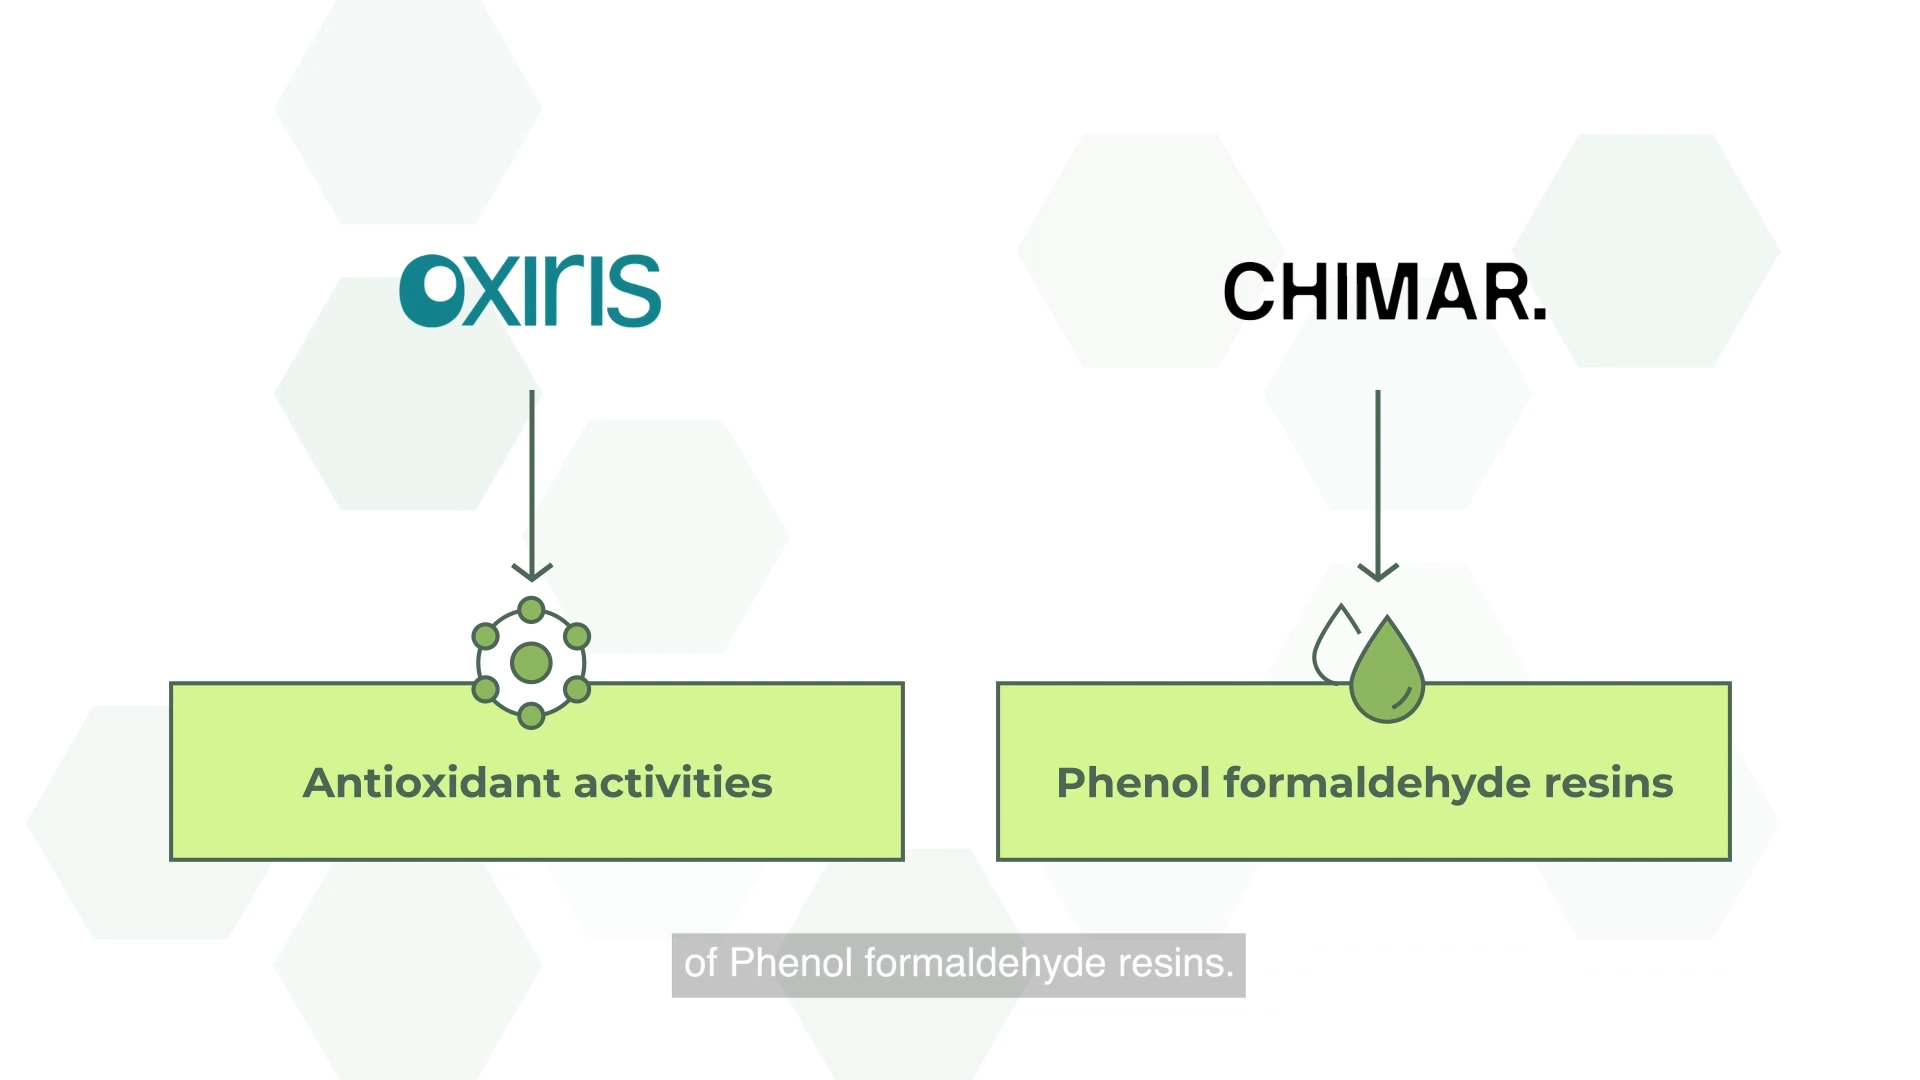 oxiris
CHIMAR.
Antioxidant activities
Phenol formaldehyde resins
of Phenol formaldehyde resins.